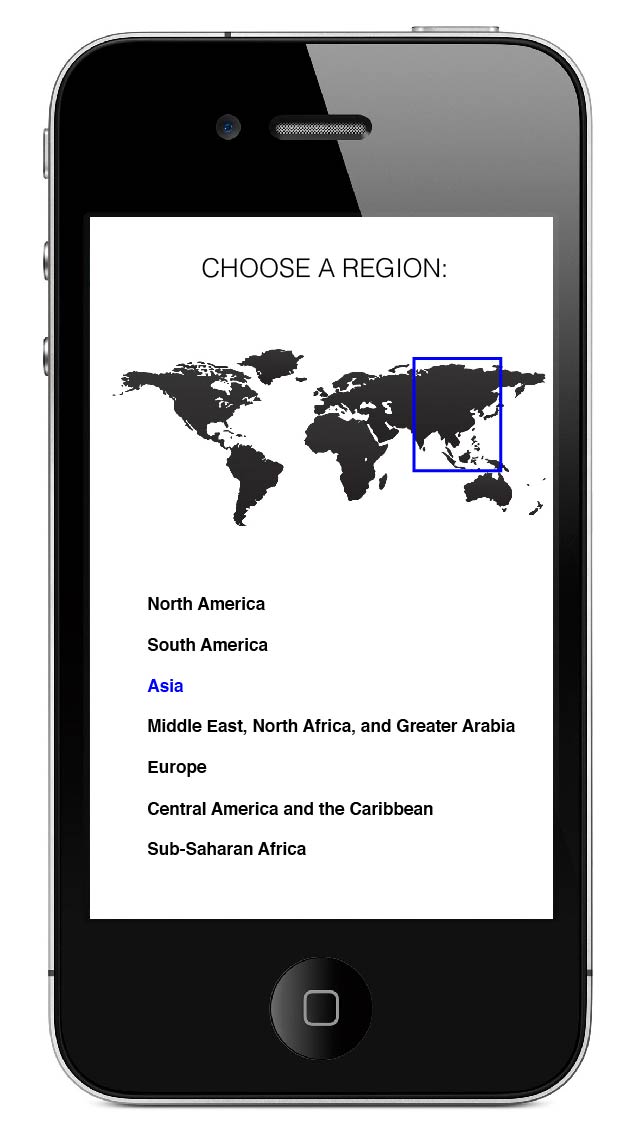 CHOOSE A REGION:
North America
South America
Asia
Middle East, North Africa, and Greater Arabia
Europe
Central America and the Caribbean
Sub-Saharan Africa